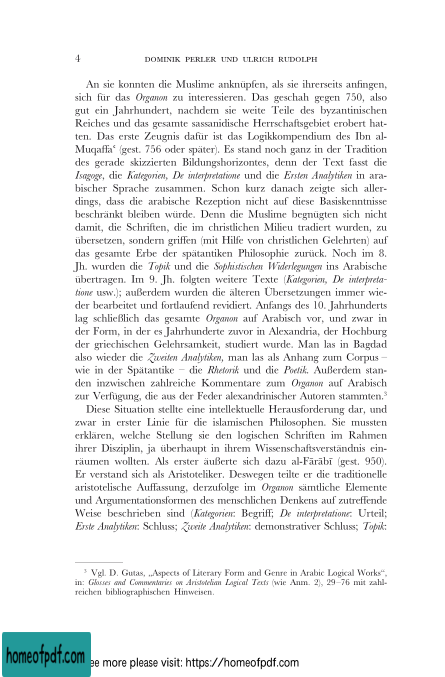 4 DOMINIK PERLER UND ULRICH RUDOLPH
An sie konnten die Muslime anknüpfen, als sie ihrerseits anfingen,
sich für das Organon zu interessieren. Das geschah gegen 750, also
gut ein Jahrhundert, nachdem sie weite Teile des byzantinischen
Reiches und das gesamte sassanidische Herrschaftsgebiet erobert hat-
ten. Das erste Zeugnis dafür ist das Logikkompendium des Ibn al-
Muqaffaʿ (gest. 756 oder später). Es stand noch ganz in der Tradition
des gerade skizzierten Bildungshorizontes, denn der Text fasst die
Isagoge, die Kategorien, De interpretatione und die Ersten Analytiken in ara-
bischer Sprache zusammen. Schon kurz danach zeigte sich aller-
dings, dass die arabische Rezeption nicht auf diese Basiskenntnisse
beschränkt bleiben würde. Denn die Muslime begnügten sich nicht
damit, die Schriften, die im christlichen Milieu tradiert wurden, zu
übersetzen, sondern griffen (mit Hilfe von christlichen Gelehrten) auf
das gesamte Erbe der spätantiken Philosophie zurück. Noch im 8.
Jh. wurden die Topik und die Sophistischen Widerlegungen ins Arabische
übertragen. Im 9. Jh. folgten weitere Texte (Kategorien, De interpreta-
tione usw.); außerdem wurden die älteren Übersetzungen immer wie-
der bearbeitet und fortlaufend revidiert. Anfangs des 10. Jahrhunderts
lag schließlich das gesamte Organon auf Arabisch vor, und zwar in
der Form, in der es Jahrhunderte zuvor in Alexandria, der Hochburg
der griechischen Gelehrsamkeit, studiert wurde. Man las in Bagdad
also wieder die Zweiten Analytiken, man las als Anhang zum Corpus –
wie in der Spätantike – die Rhetorik und die Poetik. Außerdem stan-
den inzwischen zahlreiche Kommentare zum Organon auf Arabisch
zur Verfügung, die aus der Feder alexandrinischer Autoren stammten.³
Diese Situation stellte eine intellektuelle Herausforderung dar, und
zwar in erster Linie für die islamischen Philosophen. Sie mussten
erklären, welche Stellung sie den logischen Schriften im Rahmen
ihrer Disziplin, ja überhaupt in ihrem Wissenschaftsverständnis ein-
räumen wollten. Als erster äußerte sich dazu al-Fārābī (gest. 950).
Er verstand sich als Aristoteliker. Deswegen teilte er die traditionelle
aristotelische Auffassung, derzufolge im Organon sämtliche Elemente
und Argumentationsformen des menschlichen Denkens auf zutreffende
Weise beschrieben sind (Kategorien: Begriff; De interpretatione: Urteil;
Erste Analytiken: Schluss; Zweite Analytiken: demonstrativer Schluss; Topik:
³ Vgl. D. Gutas, „Aspects of Literary Form and Genre in Arabic Logical Works“,
in: Glosses and Commentaries on Aristotelian Logical Texts (wie Anm. 2), 29–76 mit zahl-
reichen bibliographischen Hinweisen.
homeofpdf.com
ee more please visit: https://homeofpdf.com